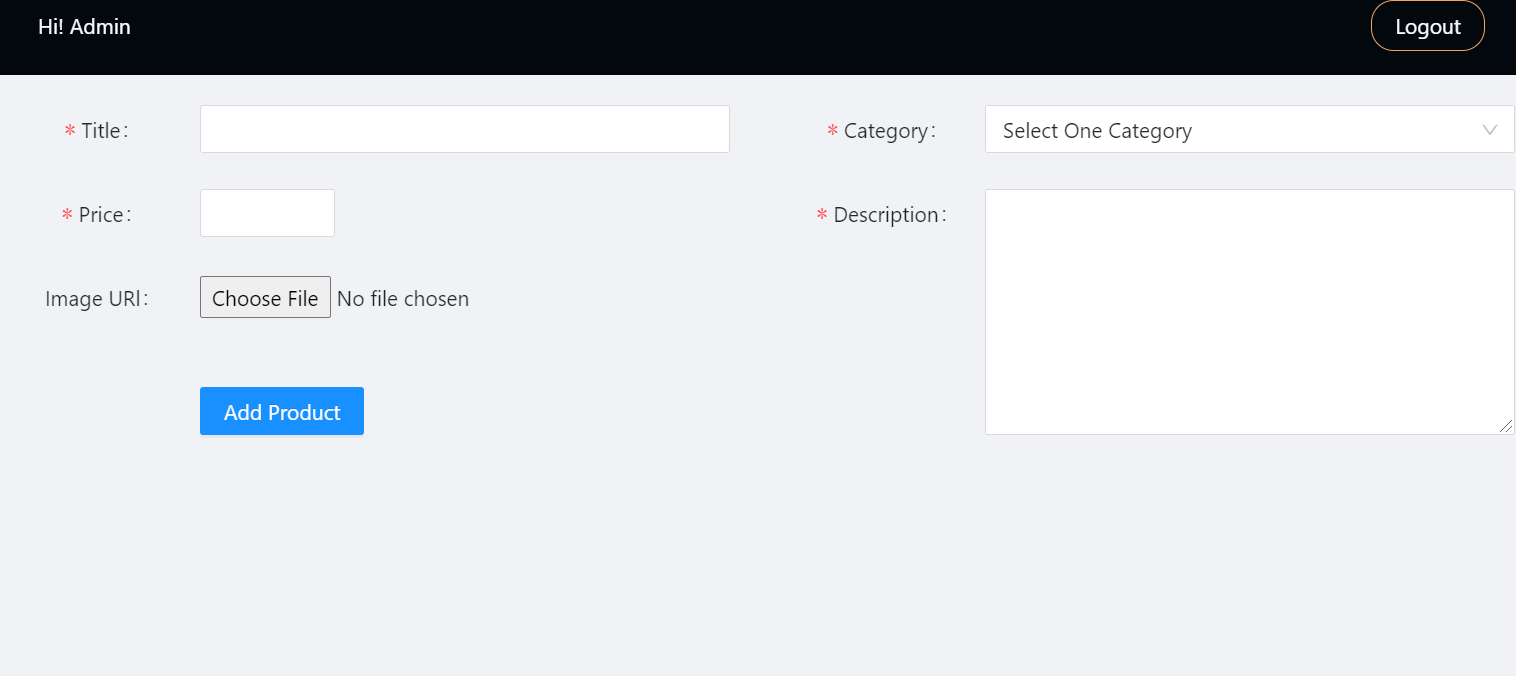 Hi! Admin
Logout
* Title:
* Category:
Select One Category
* Price:
* Description:
Image URl:
Choose File No file chosen
Add Product